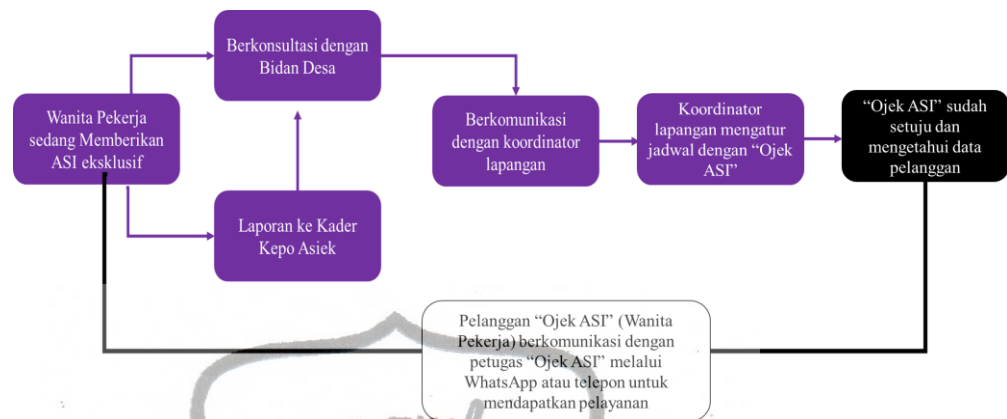 Berkonsultasi dengan
Bidan Desa
Wanita Pekerja
sedang Memberikan
ASI eksklusif
Laporan ke Kader
Kepo Asiek
Berkomunikasi
dengan koordinator
lapangan
Koordinator
lapangan mengatur
jadwal dengan “Ojek
ASI”
“Ojek ASI” sudah
setuju dan
mengetahui data
pelanggan
Pelanggan “Ojek ASI” (Wanita
Pekerja) berkomunikasi dengan
petugas “Ojek ASI” melalui
WhatsApp atau telepon untuk
mendapatkan pelayanan